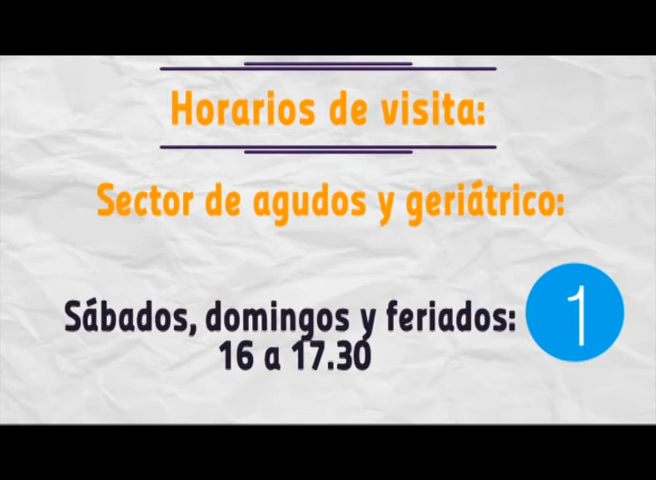 Horarios de visita:
Sector de agudos y geriátrico:
Sábados, domingos y feriados:
16 a 17.30
1